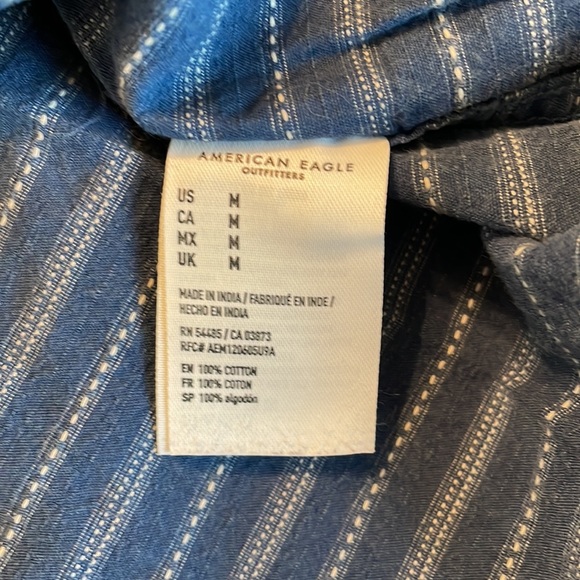 AMERICAN EAGLE
OUTFITTERS
US M
CA M
MX M
UK M
MADE IN INDIA / FABRIQUÉ EN INDE /
HECHO EN INDIA
RN 54485 / CA 03873
RFC# AEM120605U9A
EN 100% COTTON
FR 100% COTON
SP 100% algodón